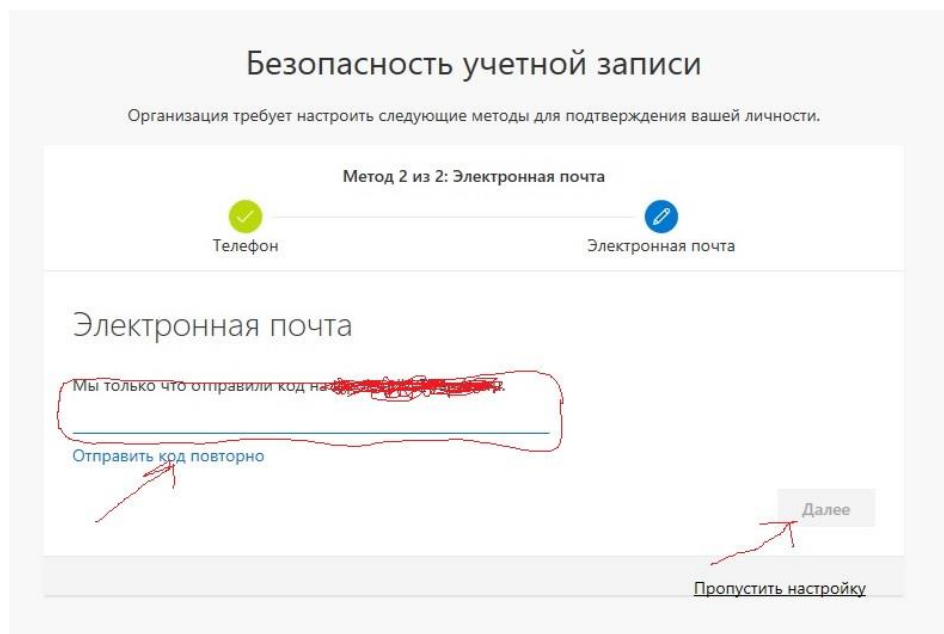 Безопасность учетной записи
Организация требует настроить следующие методы для подтверждения вашей личности.
Метод 2 из 2: Электронная почта
Телефон
Электронная почта
Электронная почта
Мы только что отправили код на
Отправить код повторно
Далее
Пропустить настройку